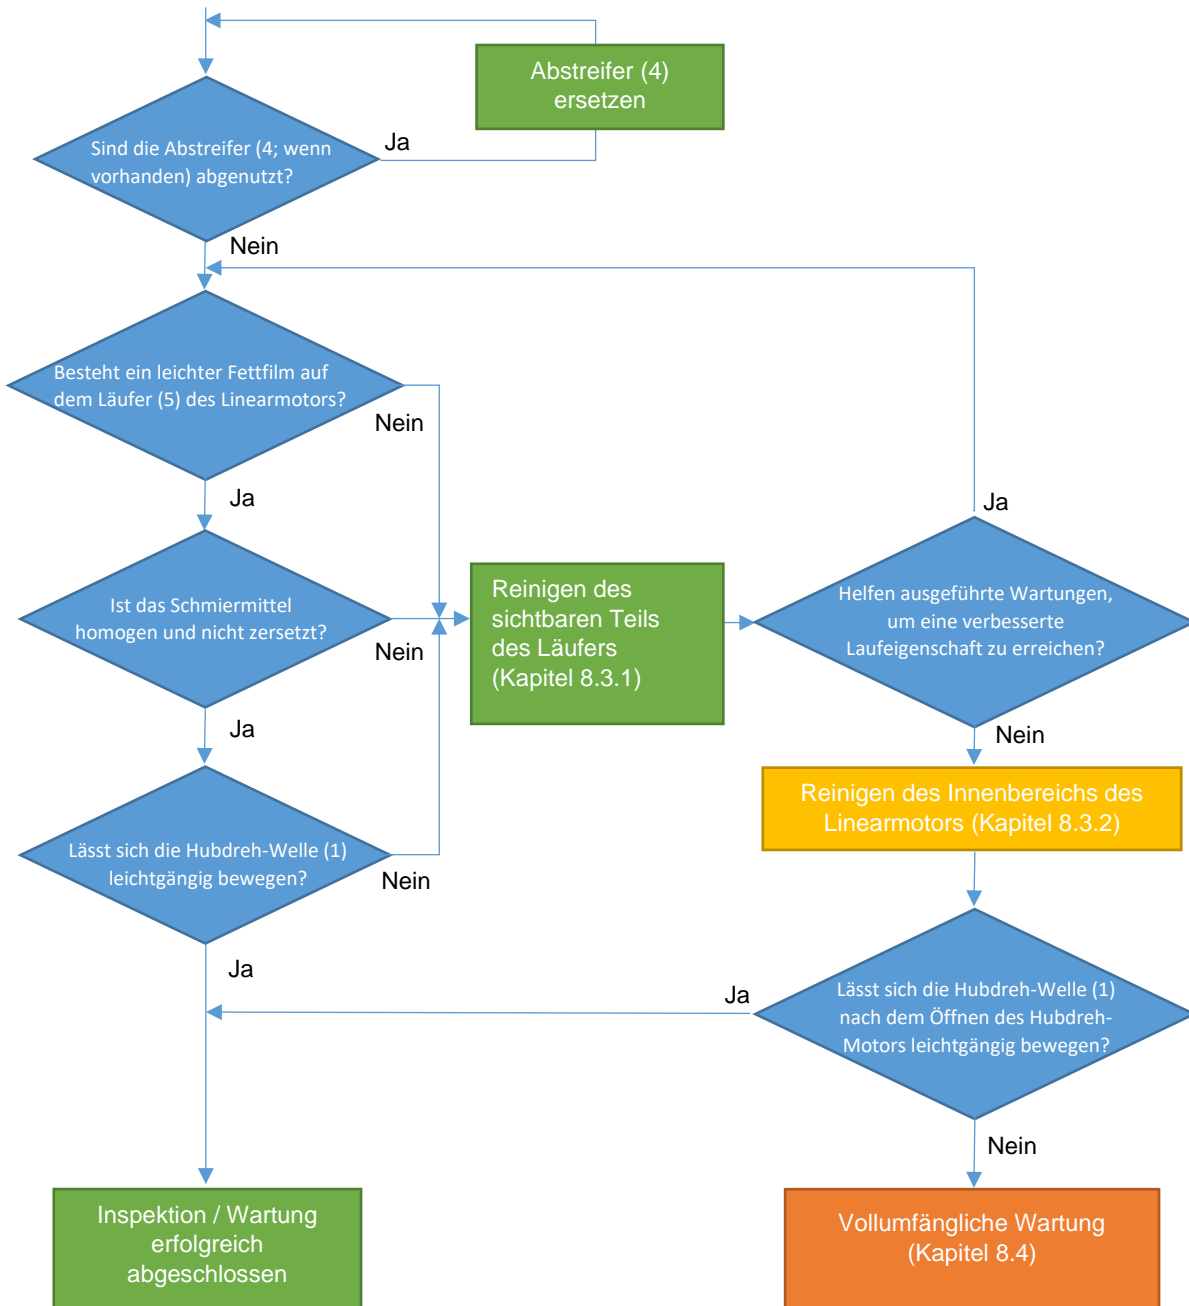 Abstreifer (4)
ersetzen
Sind die Abstreifer (4; wenn
vorhanden) abgenutzt?
Ja
Nein
Besteht ein leichter Fettfilm auf
dem Läufer (5) des Linearmotors?
Nein
Ja
Ist das Schmiermittel
homogen und nicht zersetzt?
Nein
Ja
Reinigen des
sichtbaren Teils
des Läufers
(Kapitel 8.3.1)
Ja
Helfen ausgeführte Wartungen,
um eine verbesserte
Laufeigenschaft zu erreichen?
Nein
Lässt sich die Hubdreh-Welle (1)
leichtgängig bewegen?
Nein
Ja
Reinigen des Innenbereichs des
Linearmotors (Kapitel 8.3.2)
Ja
Lässt sich die Hubdreh-Welle (1)
nach dem Öffnen des Hubdreh-
Motors leichtgängig bewegen?
Nein
Inspektion / Wartung
erfolgreich
abgeschlossen
Vollumfängliche Wartung
(Kapitel 8.4)